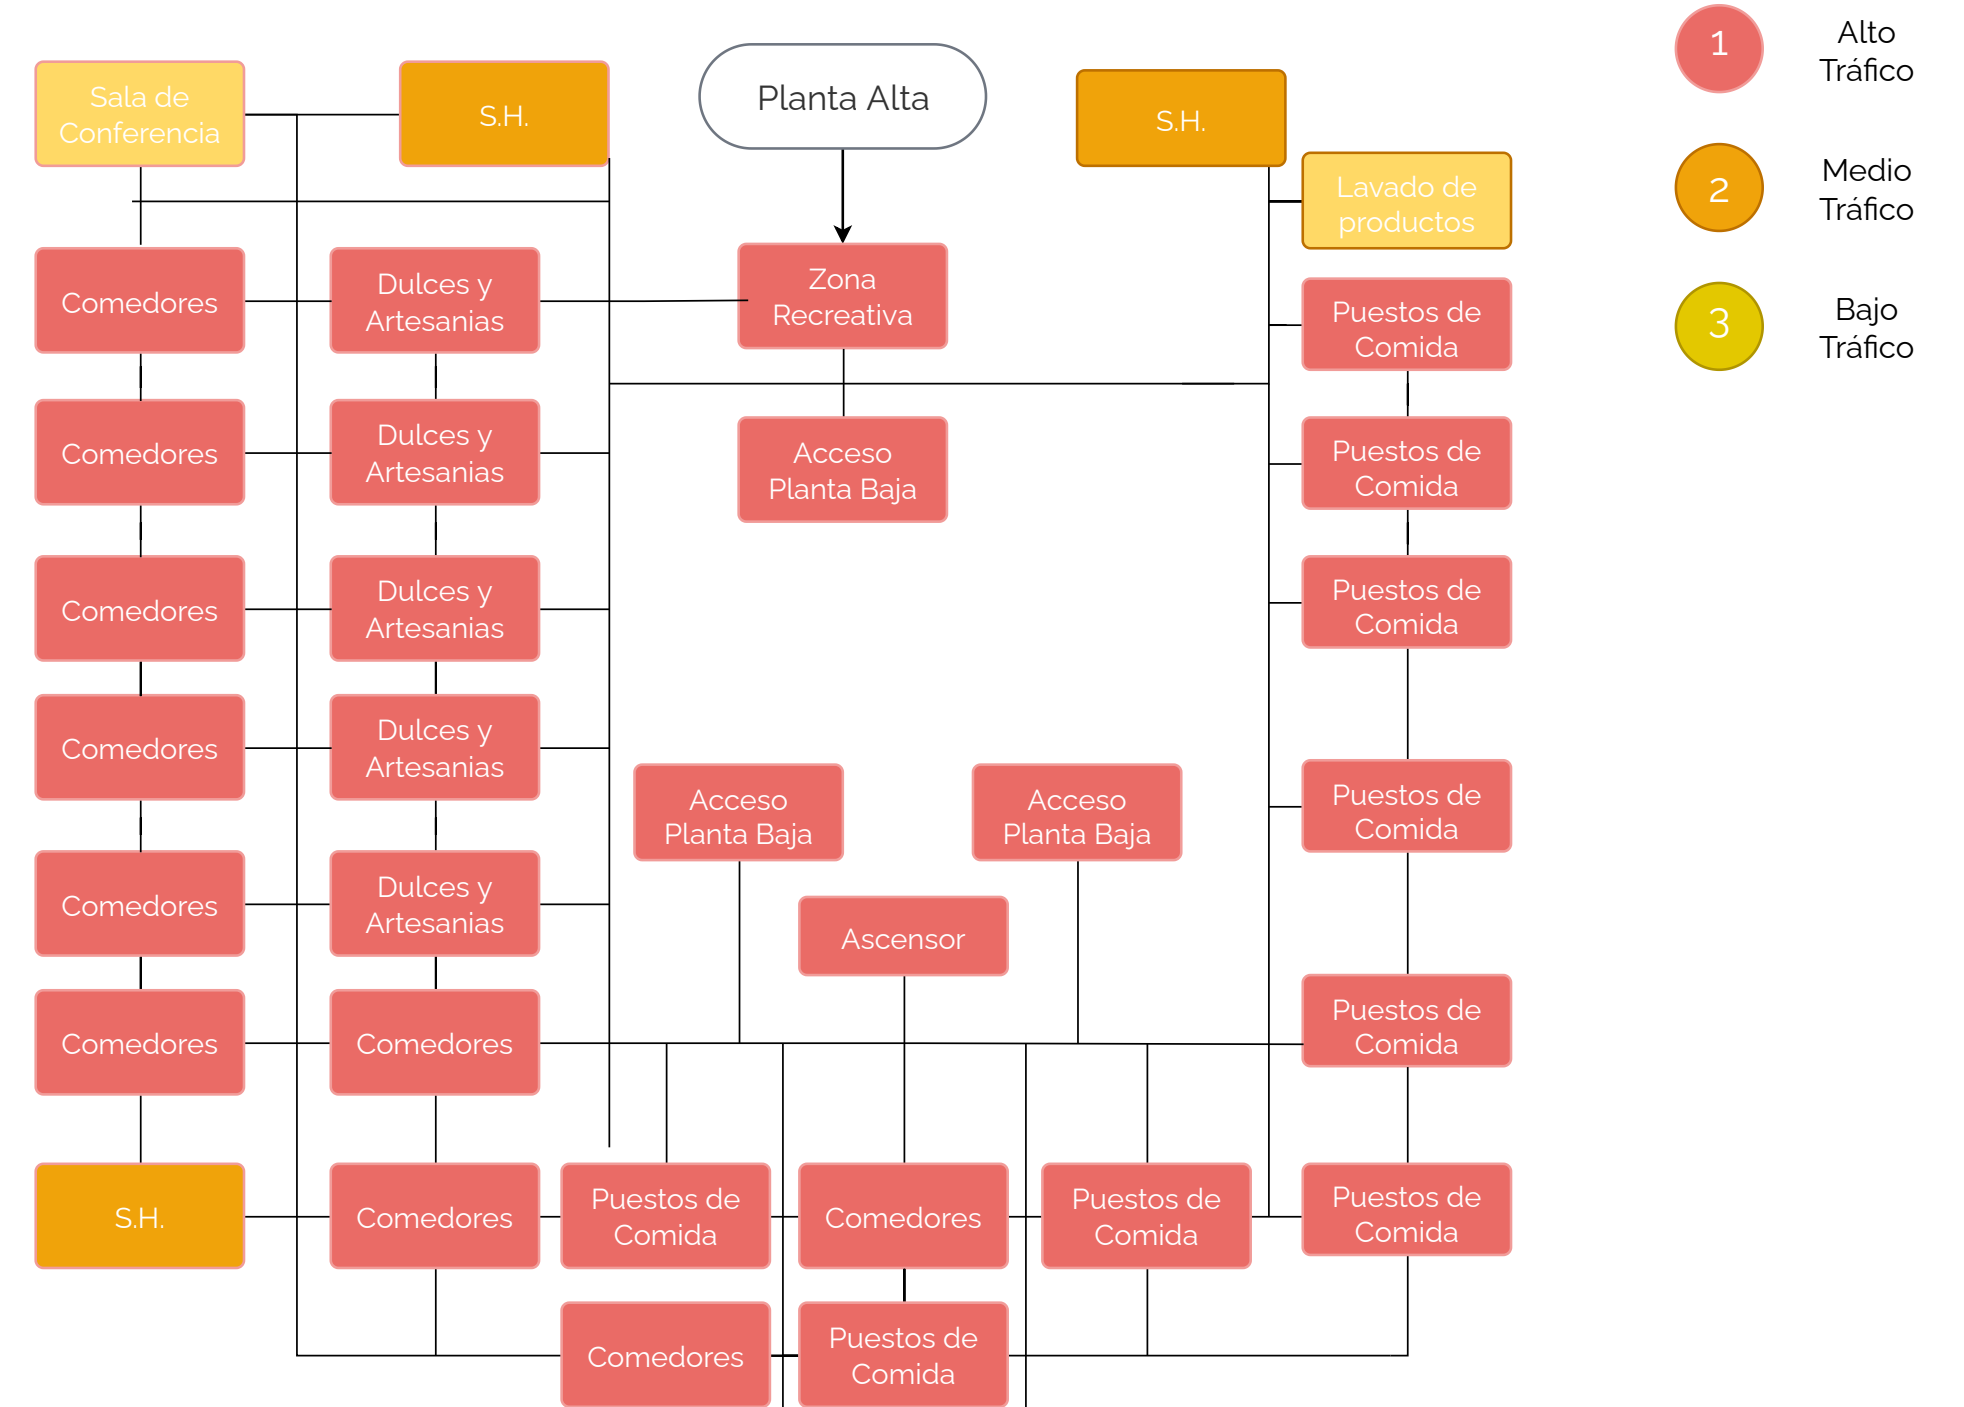 Planta Alta
Sala de
Conferencia
S.H.
S.H.
Lavado de
productos
1
Alto
Tráfico
2
Medio
Tráfico
3
Bajo
Tráfico
Comedores
Dulces y
Artesanias
Zona
Recreativa
Puestos de
Comida
Comedores
Dulces y
Artesanias
Acceso
Planta Baja
Puestos de
Comida
Comedores
Dulces y
Artesanias
Puestos de
Comida
Comedores
Dulces y
Artesanias
Acceso
Planta Baja
Acceso
Planta Baja
Puestos de
Comida
Comedores
Dulces y
Artesanias
Ascensor
Comedores
Comedores
Puestos de
Comida
S.H.
Comedores
Puestos de
Comida
Comedores
Puestos de
Comida
Puestos de
Comida
Comedores
Puestos de
Comida